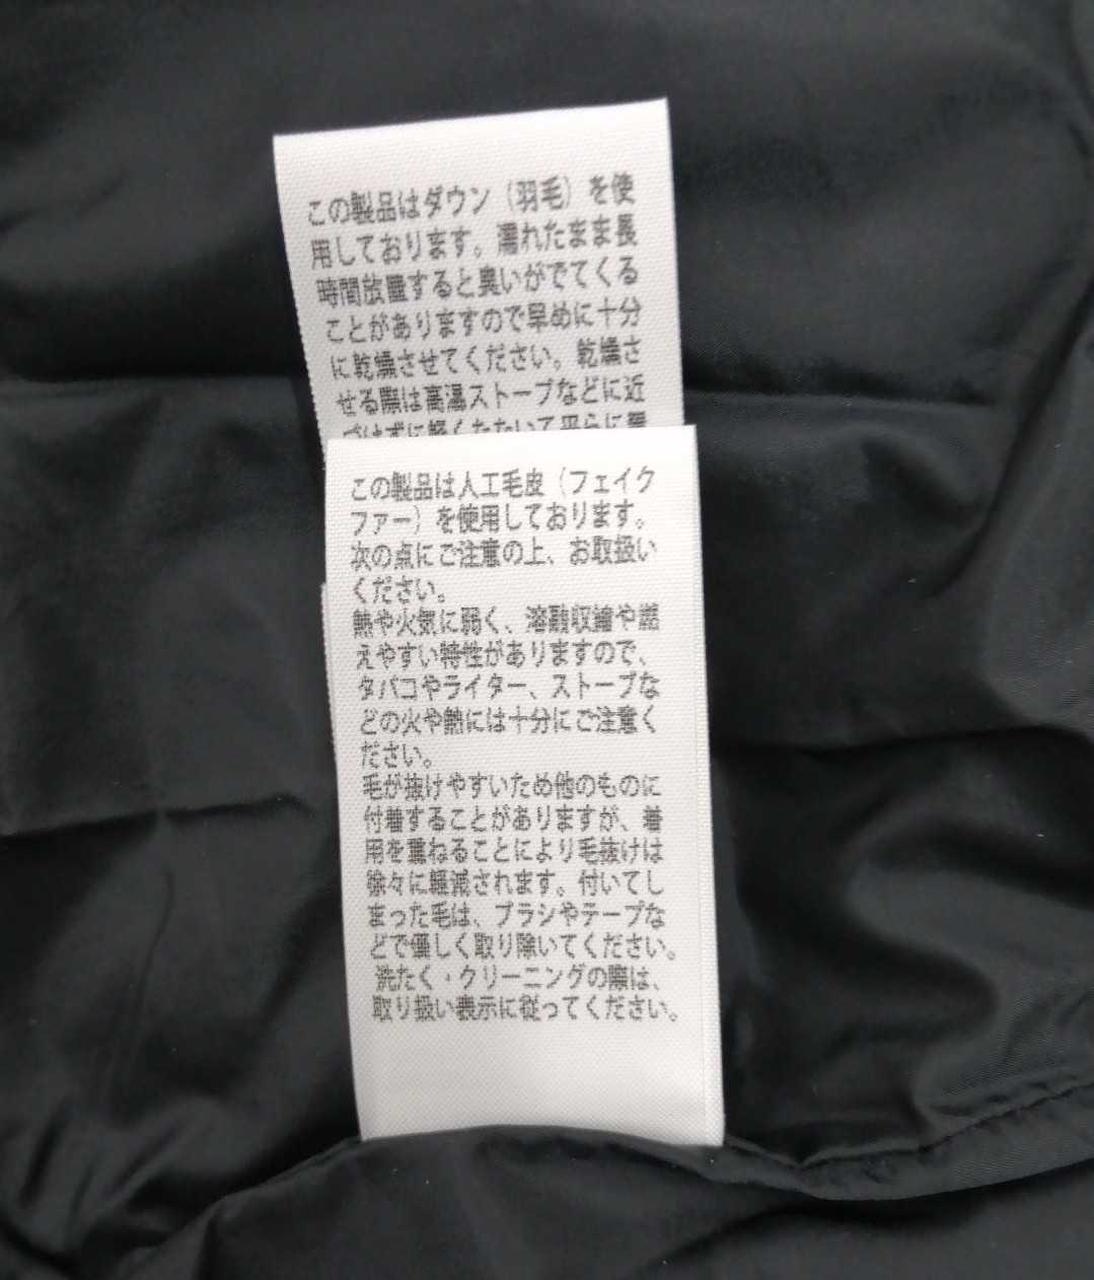 この製品はダウン（羽毛）を使
用しております。濡れたまま長
時間放置すると臭いがでてくる
ことがありますので早めに十分
に乾燥させてください。乾燥さ
せる際は高温ストーブなどに近
づけずに軽くたたいて平らに置
この製品は人工毛皮（フェイク
ファー）を使用しております。
次の点にご注意の上、お取扱い
ください。
熱や火気に弱く、溶融収縮や燃
えやすい特性がありますので、
タバコやライター、ストーブな
どの火や熱には十分にご注意く
ださい。
毛が抜けやすいため他のものに
付着することがありますが、着
用を重ねることにより毛抜けは
徐々に軽減されます。付いてし
まった毛は、ブラシやテープな
どで優しく取り除いてください。
洗たく・クリーニングの際は、
取り扱い表示に従ってください。